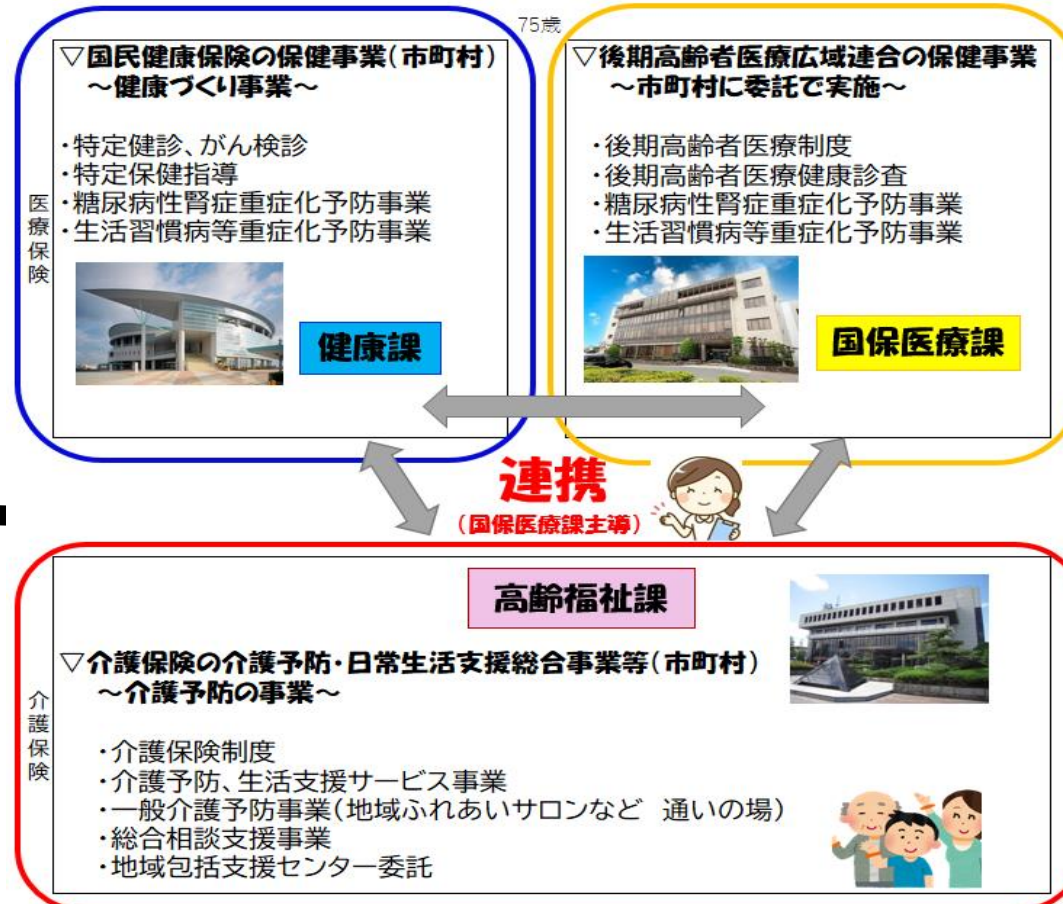 75歳
▽国民健康保険の保健事業（市町村）
～健康づくり事業～
・特定健診、がん検診
・特定保健指導
・糖尿病性腎症重症化予防事業
・生活習慣病等重症化予防事業
医療保険
健康課
▽後期高齢者医療広域連合の保健事業
～市町村に委託で実施～
・後期高齢者医療制度
・後期高齢者医療健康診査
・糖尿病性腎症重症化予防事業
・生活習慣病等重症化予防事業
国保医療課
連携
（国保医療課主導）
高齢福祉課
▽介護保険の介護予防・日常生活支援総合事業等（市町村）
～介護予防の事業～
介護保険
・介護保険制度
・介護予防、生活支援サービス事業
・一般介護予防事業（地域ふれあいサロンなど　通いの場）
・総合相談支援事業
・地域包括支援センター委託